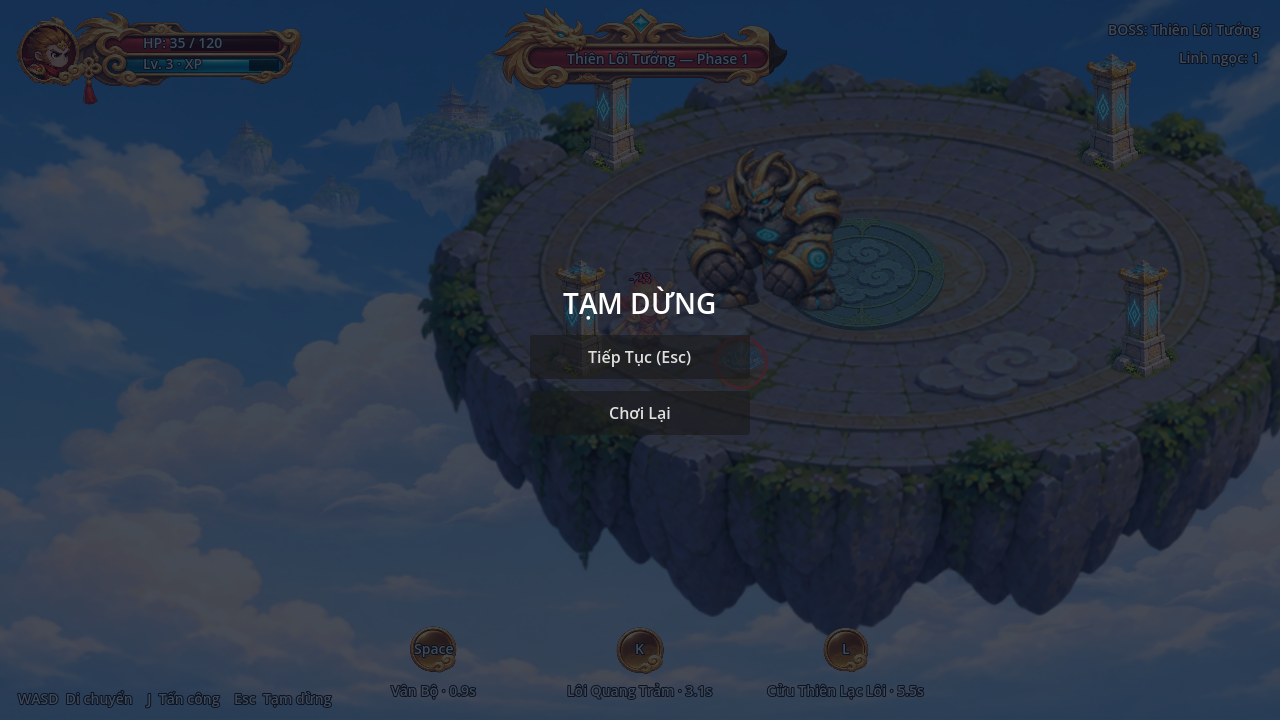 HP: 35 / 120
Lv. 3 · XP
Thiên Lôi Tướng — Phase 1
BOSS: Thiên Lôi Tướng
Linh ngọc: 1
TẠM DỪNG
Tiếp Tục (Esc)
Chơi Lại
Space
K
L
Vân Bộ · 0.9s
Lôi Quang Trảm · 3.1s
Cửu Thiên Lạc Lôi · 5.5s
WASD Di chuyển J Tấn công Esc Tạm dừng